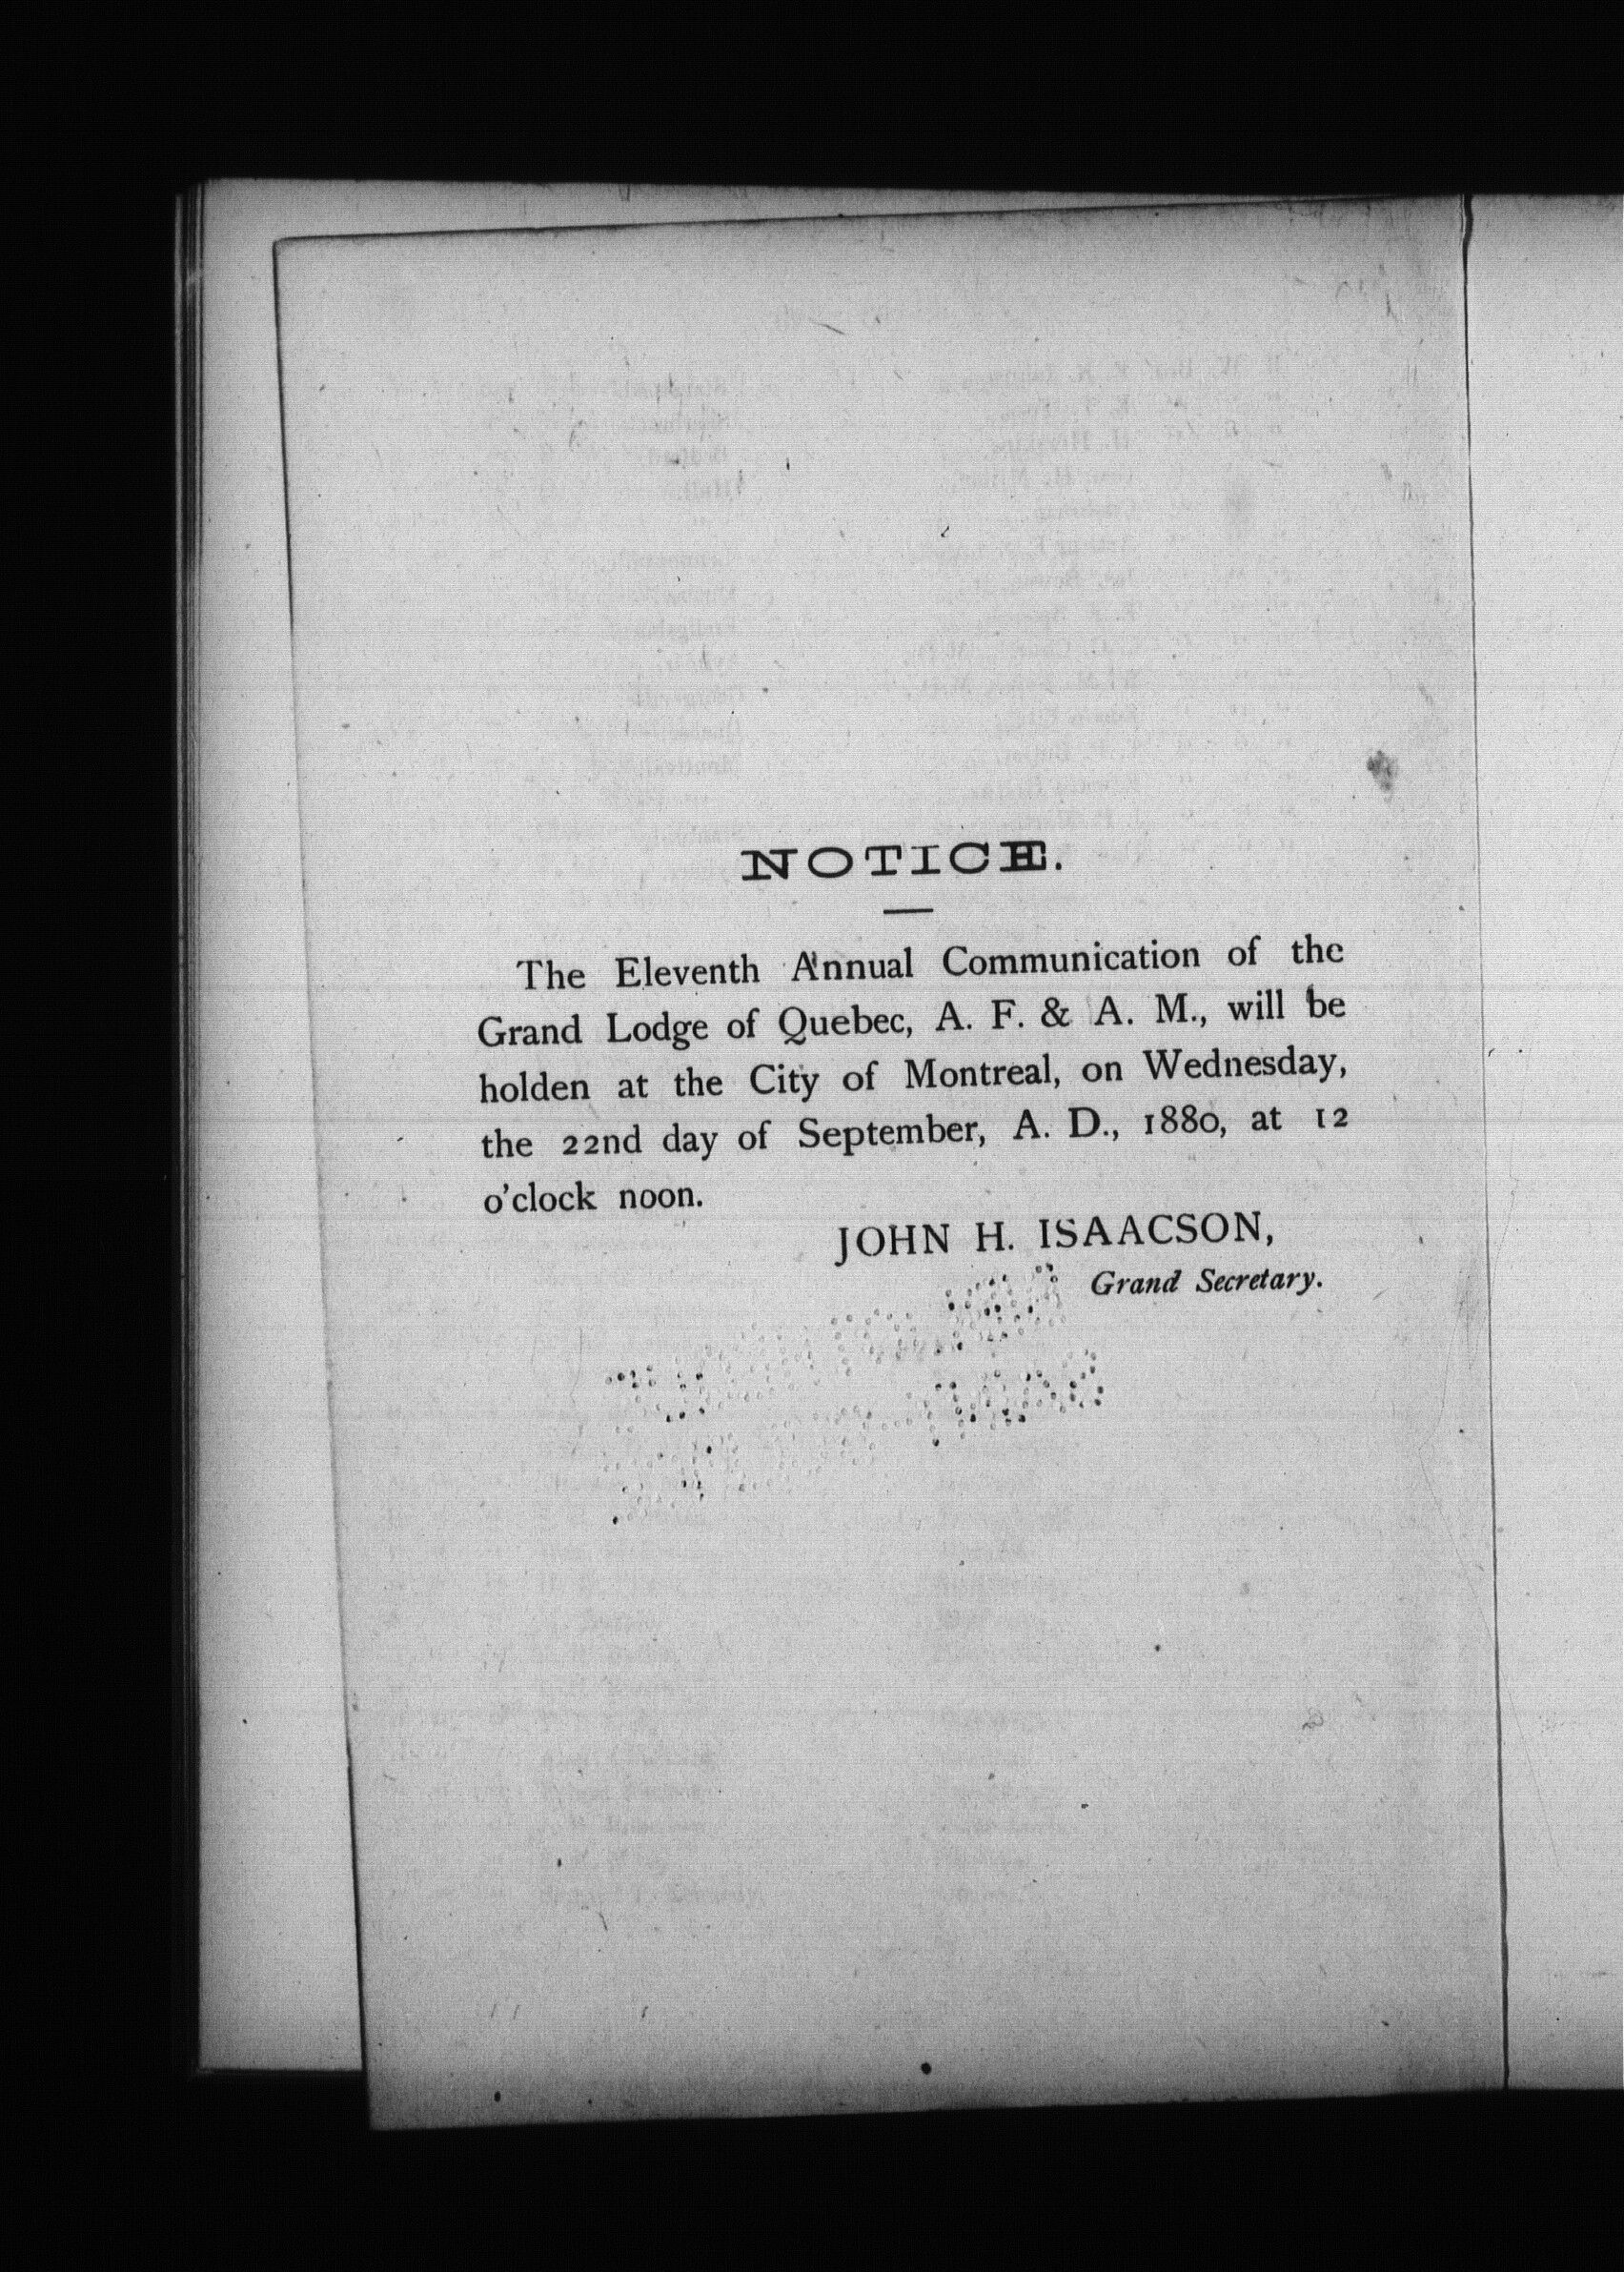 NOTICE.
The Eleventh Annual Communication of the
Grand Lodge of Quebec, A. F. & A. M., will be
holden at the City of Montreal, on Wednesday,
the 22nd day of September, A. D., 1880, at 12
o'clock noon.
JOHN H. ISAACSON,
Grand Secretary.